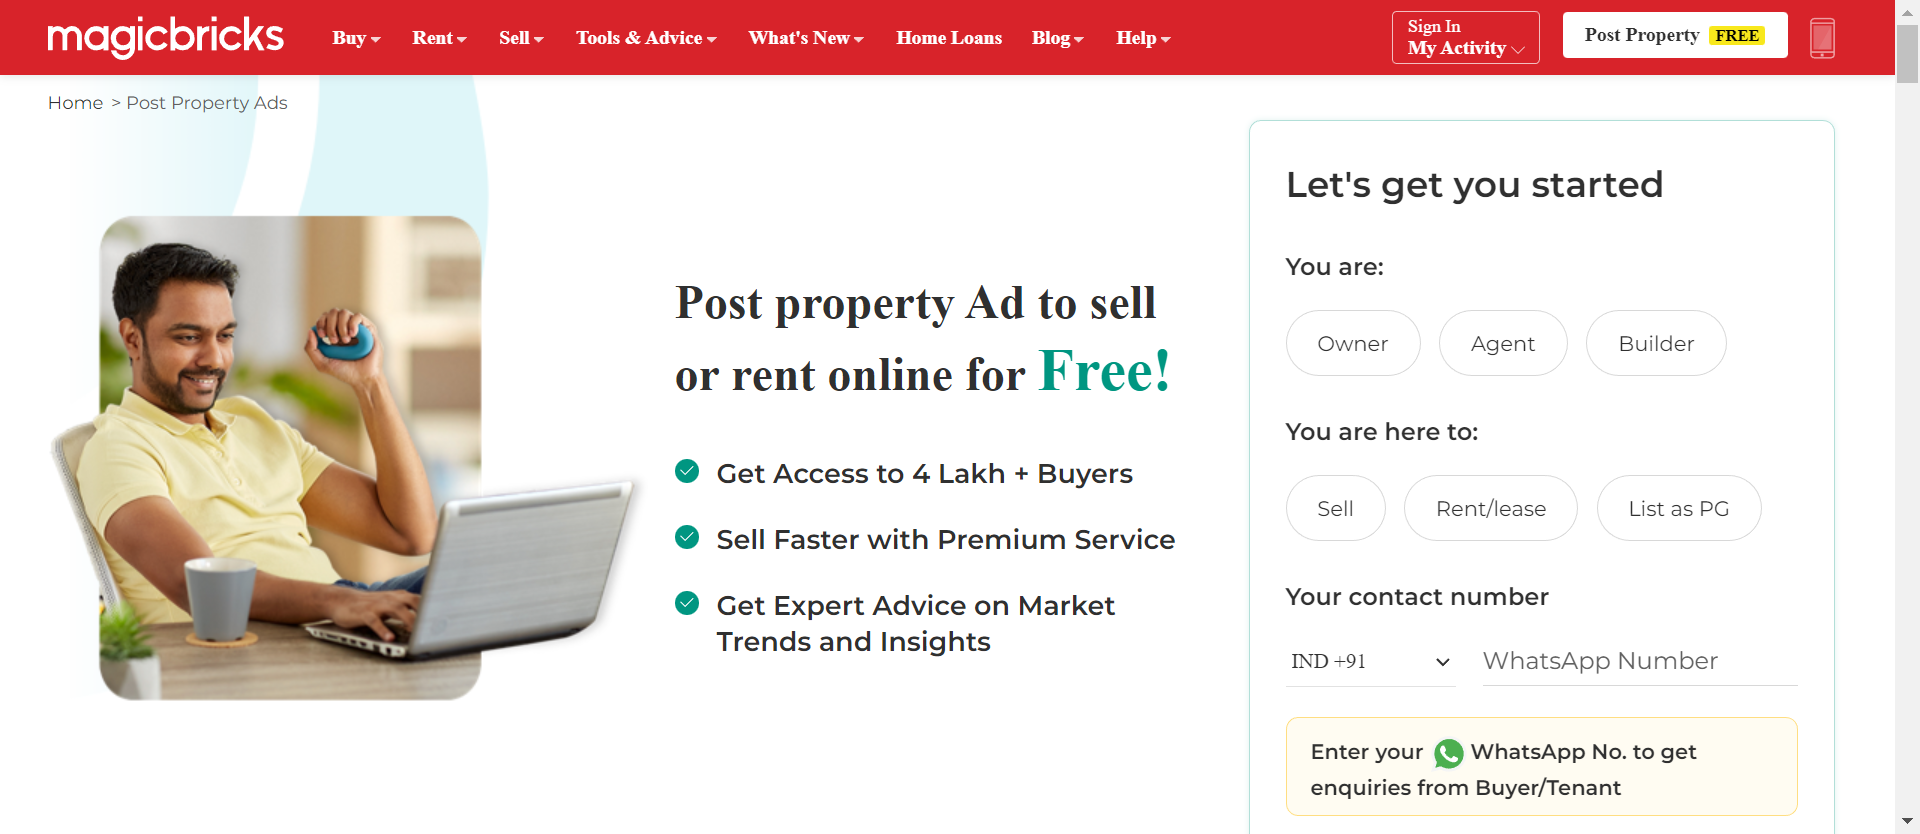 magicbricks
Buy
Rent
Sell
Tools & Advice
What's New
Home Loans
Blog
Help
Sign In
My Activity
Post Property FREE
Home > Post Property Ads
Post property Ad to sell
or rent online for Free!
Get Access to 4 Lakh + Buyers
Sell Faster with Premium Service
Get Expert Advice on Market
Trends and Insights
Let's get you started
You are:
Owner
Agent
Builder
You are here to:
Sell
Rent/lease
List as PG
Your contact number
IND +91
WhatsApp Number
Enter your WhatsApp No. to get
enquiries from Buyer/Tenant